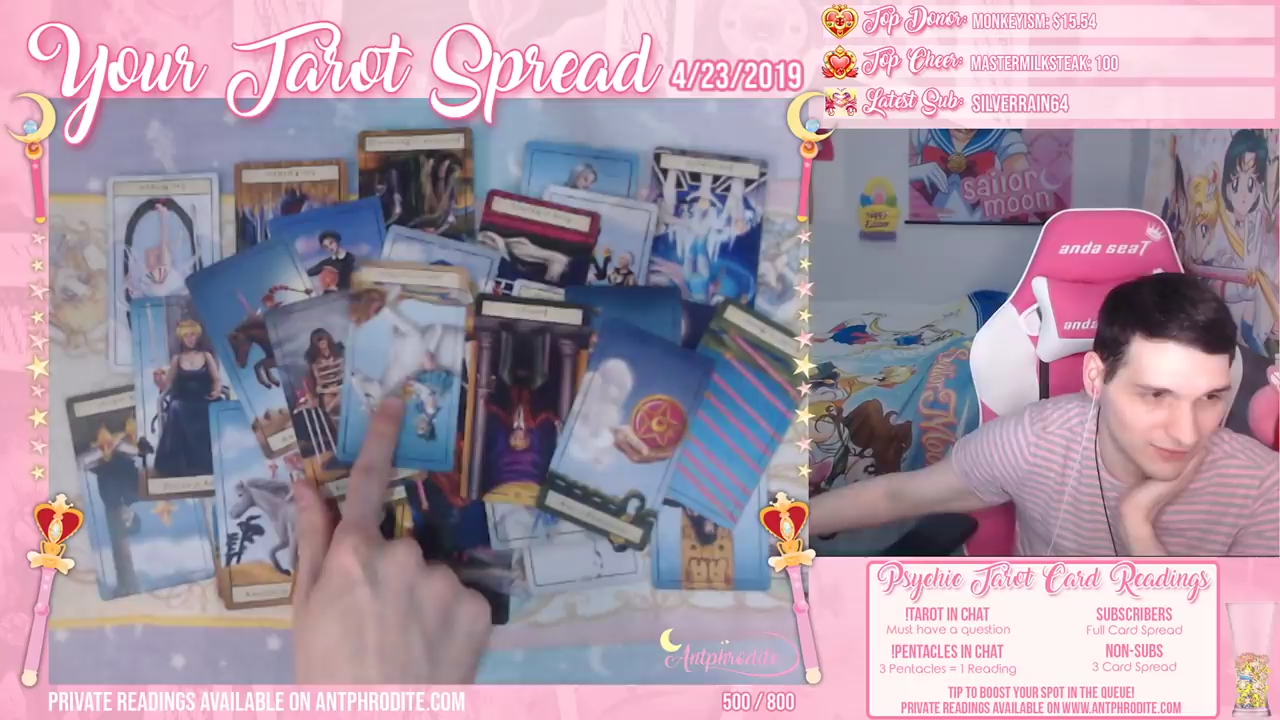 Your Tarot Spread 4/23/2019
Top Donor: MONKEYISM: $15.54
Top Cheer: MASTERMILKSTEAK: 100
Latest Sub: SILVERRAIN64
sailor
moon
anda seaT
anda
Antphrodite
PRIVATE READINGS AVAILABLE ON ANTPHRODITE.COM
500 / 800
Psychic Tarot Card Readings
!TAROT IN CHAT
Must have a question
SUBSCRIBERS
Full Card Spread
!PENTACLES IN CHAT
3 Pentacles = 1 Reading
NON-SUBS
3 Card Spread
TIP TO BOOST YOUR SPOT IN THE QUEUE!
PRIVATE READINGS AVAILABLE ON WWW.ANTPHRODITE.COM